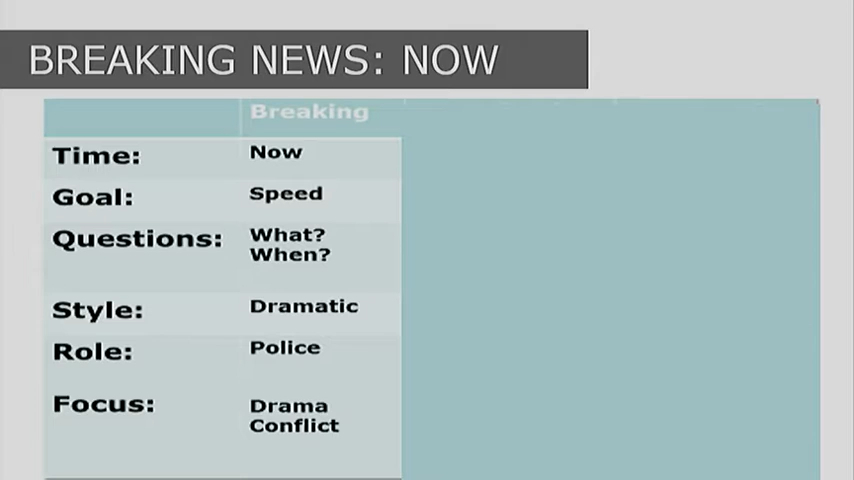 BREAKING NEWS: NOW
Breaking
Time: Now
Goal: Speed
Questions: What?
When?
Style: Dramatic
Role: Police
Focus: Drama
Conflict